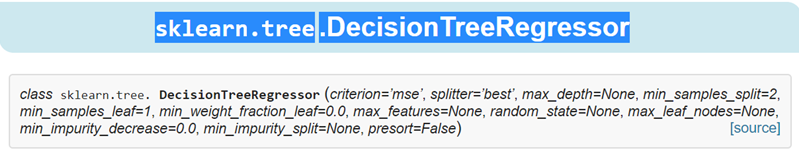 sklearn.tree.DecisionTreeRegressor
class sklearn.tree. DecisionTreeRegressor (criterion='mse', splitter='best', max_depth=None, min_samples_split=2,
min_samples_leaf=1, min_weight_fraction_leaf=0.0, max_features=None, random_state=None, max_leaf_nodes=None,
min_impurity_decrease=0.0, min_impurity_split=None, presort=False) [source]